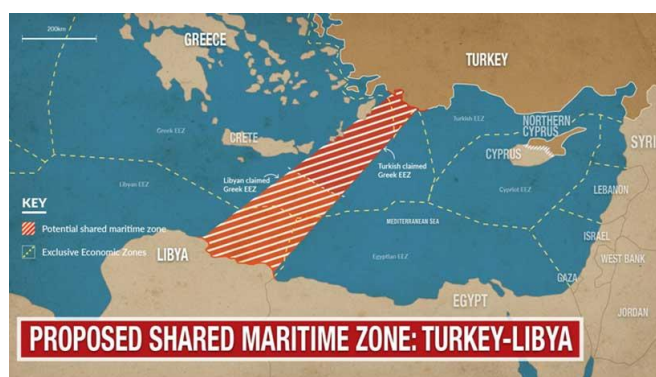 200km
GREECE
TURKEY
Greek EEZ
Turkish EEZ
NORTHERN
CYPRUS
CRETE
CYPRUS
SYRI
Libyan claimed
Greek EEZ
Turkish claimed
Greek EEZ
Libyan EEZ
Cypriot EEZ
LEBANON
KEY
Potential shared maritime zone
Exclusive Economic Zones
MEDITERRANEAN SEA
LIBYA
Egyptian EEZ
ISRAEL
WEST BANK
GAZA
EGYPT
JORDAN
PROPOSED SHARED MARITIME ZONE: TURKEY-LIBYA